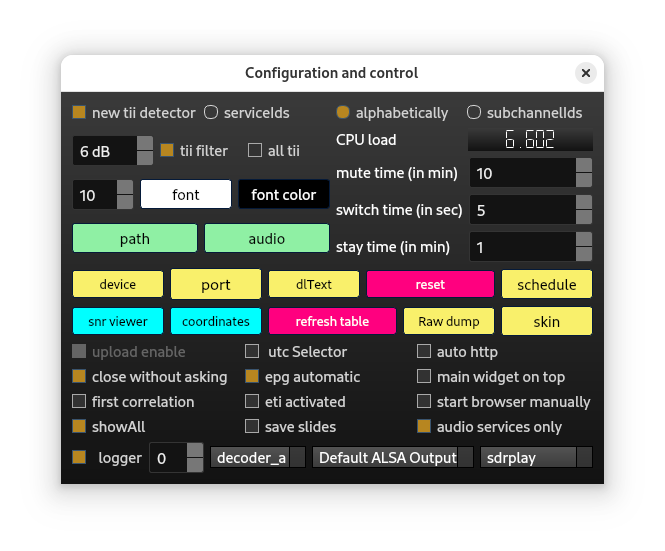 Configuration and control
new tii detector serviceIds alphabetically subchannelIds
CPU load 6.602
6 dB tii filter all tii
mute time (in min) 10
10 font font color
switch time (in sec) 5
path audio
stay time (in min) 1
device port dlText reset schedule
snr viewer coordinates refresh table Raw dump skin
upload enable utc Selector auto http
close without asking epg automatic main widget on top
first correlation eti activated start browser manually
showAll save slides audio services only
logger 0 decoder_a Default ALSA Output sdrplay